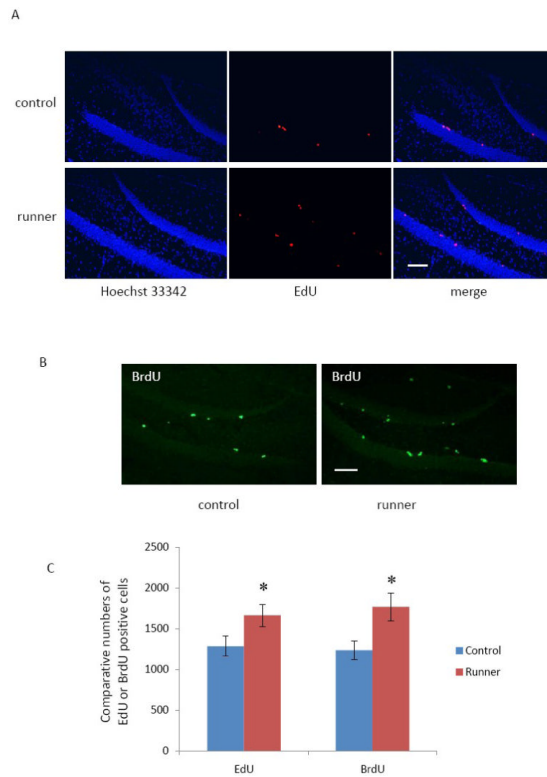 A
control
runner
Hoechst 33342 EdU merge
B
BrdU BrdU
control runner
C
Comparative numbers of
EdU or BrdU positive cells
2500
2000
1500
1000
500
0
* *
EdU BrdU
Control
Runner